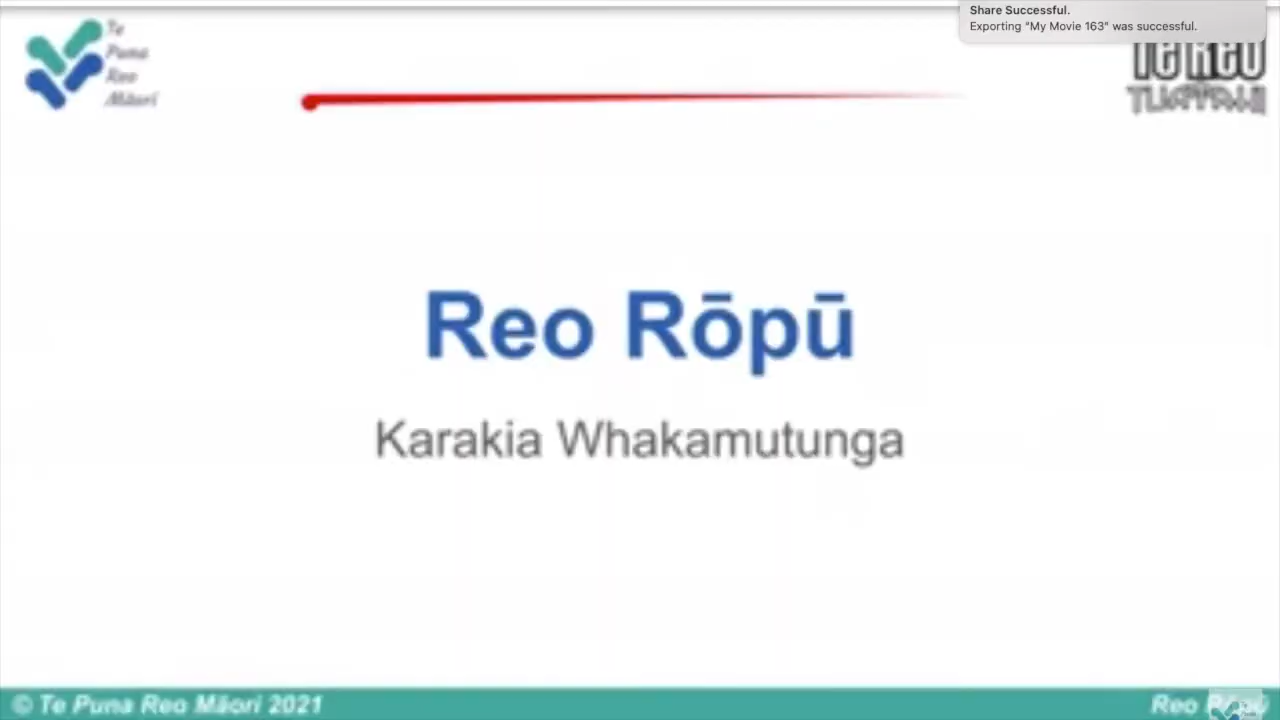 Share Successful.
Exporting "My Movie 163" was successful.
Te
Puna
Reo
Māori
Te Reo
Reo Rōpū
Karakia Whakamutunga
© Te Puna Reo Māori 2021
Reo Rōpū